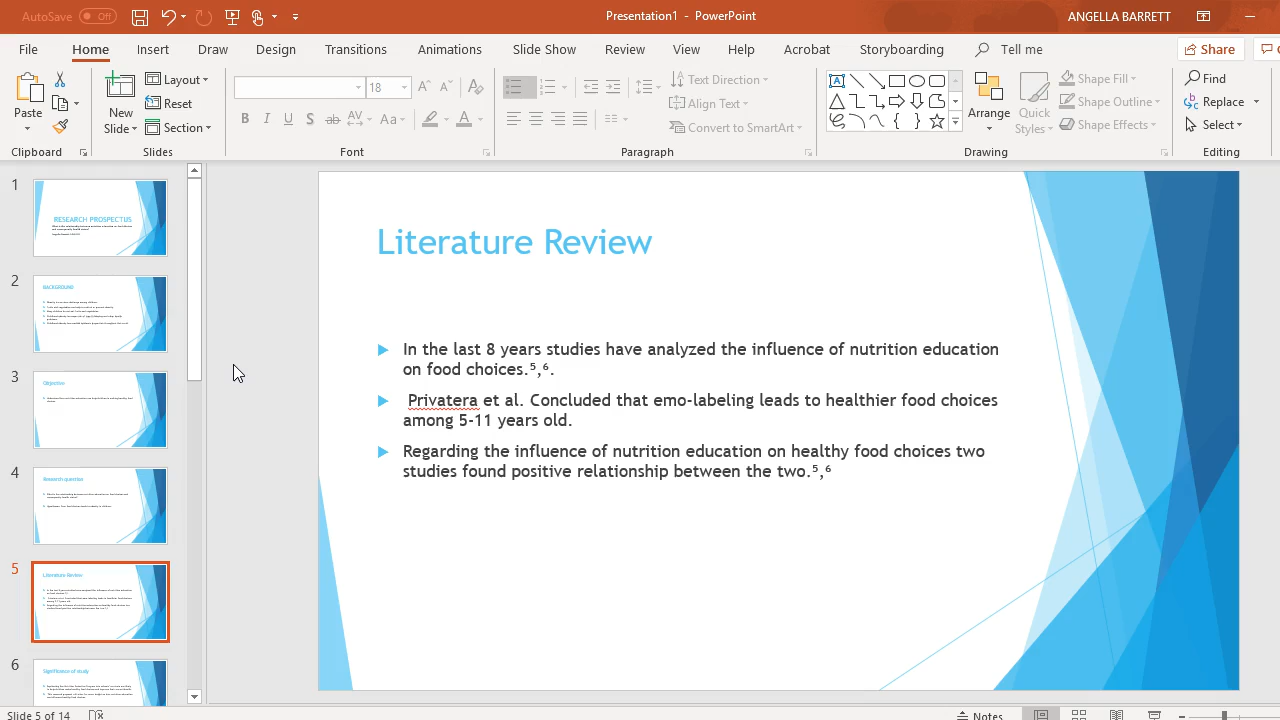 AutoSave Off
Presentation1 - PowerPoint
ANGELLA BARRETT
File Home Insert Draw Design Transitions Animations Slide Show Review View Help Acrobat Storyboarding Tell me Share
Paste
Clipboard
New
Slide
Layout
Reset
Section
Slides
18
B I U S ab AV Aa A
Font
Text Direction
Align Text
Convert to SmartArt
Paragraph
Arrange
Quick
Styles
Shape Fill
Shape Outline
Shape Effects
Drawing
Find
Replace
Select
Editing
1
RESEARCH PROSPECTUS
2
BACKGROUND
3
Objective
4
Research question
5
Literature Review
6
Significance of study
Literature Review
In the last 8 years studies have analyzed the influence of nutrition education
on food choices.⁵,⁶.
Privatera et al. Concluded that emo-labeling leads to healthier food choices
among 5-11 years old.
Regarding the influence of nutrition education on healthy food choices two
studies found positive relationship between the two.⁵,⁶
Slide 5 of 14
Notes